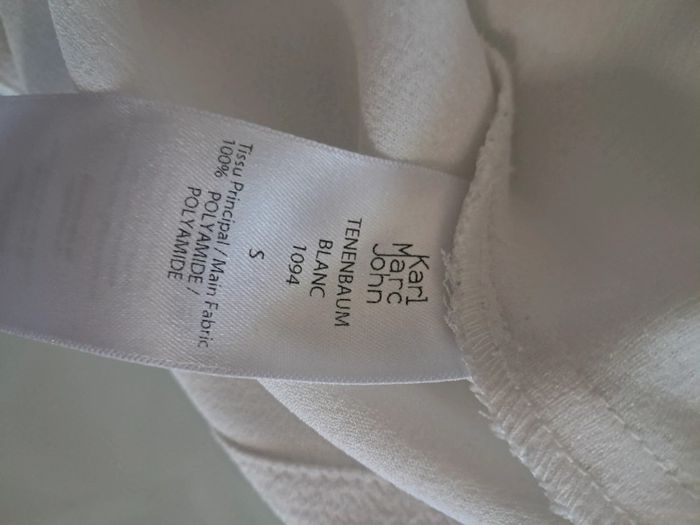 Karl
Marc
John
TENENBAUM
BLANC
1094
S
Tissu Principal / Main Fabric
100% POLYAMIDE /
POLYAMIDE